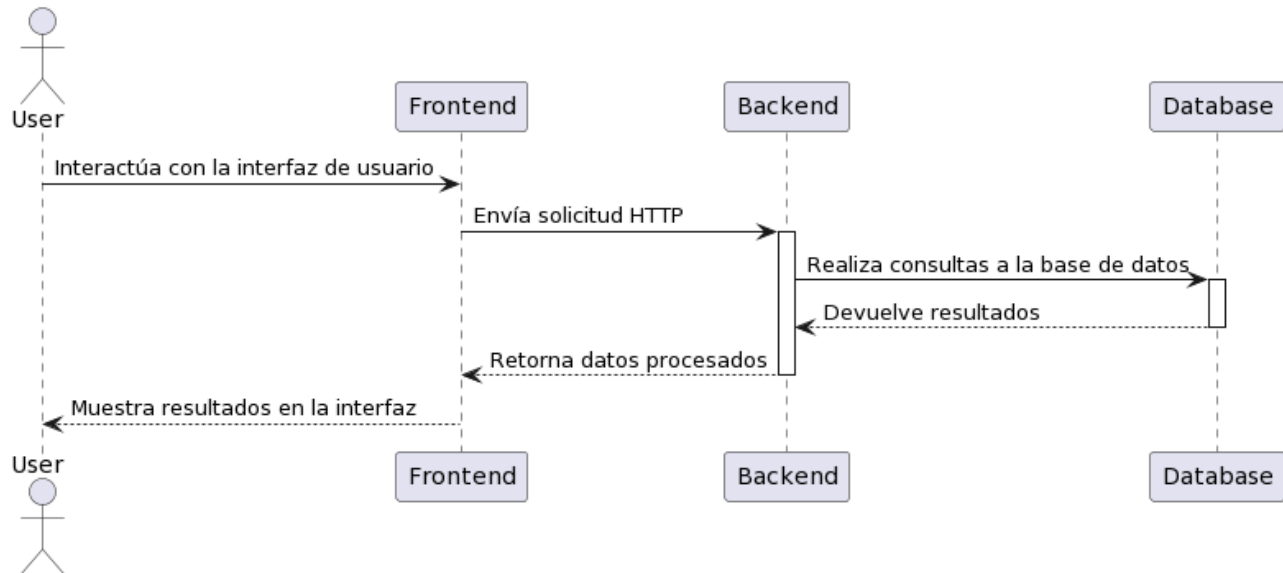 User
Frontend
Backend
Database
Interactúa con la interfaz de usuario
Envía solicitud HTTP
Realiza consultas a la base de datos
Devuelve resultados
Retorna datos procesados
Muestra resultados en la interfaz
User
Frontend
Backend
Database